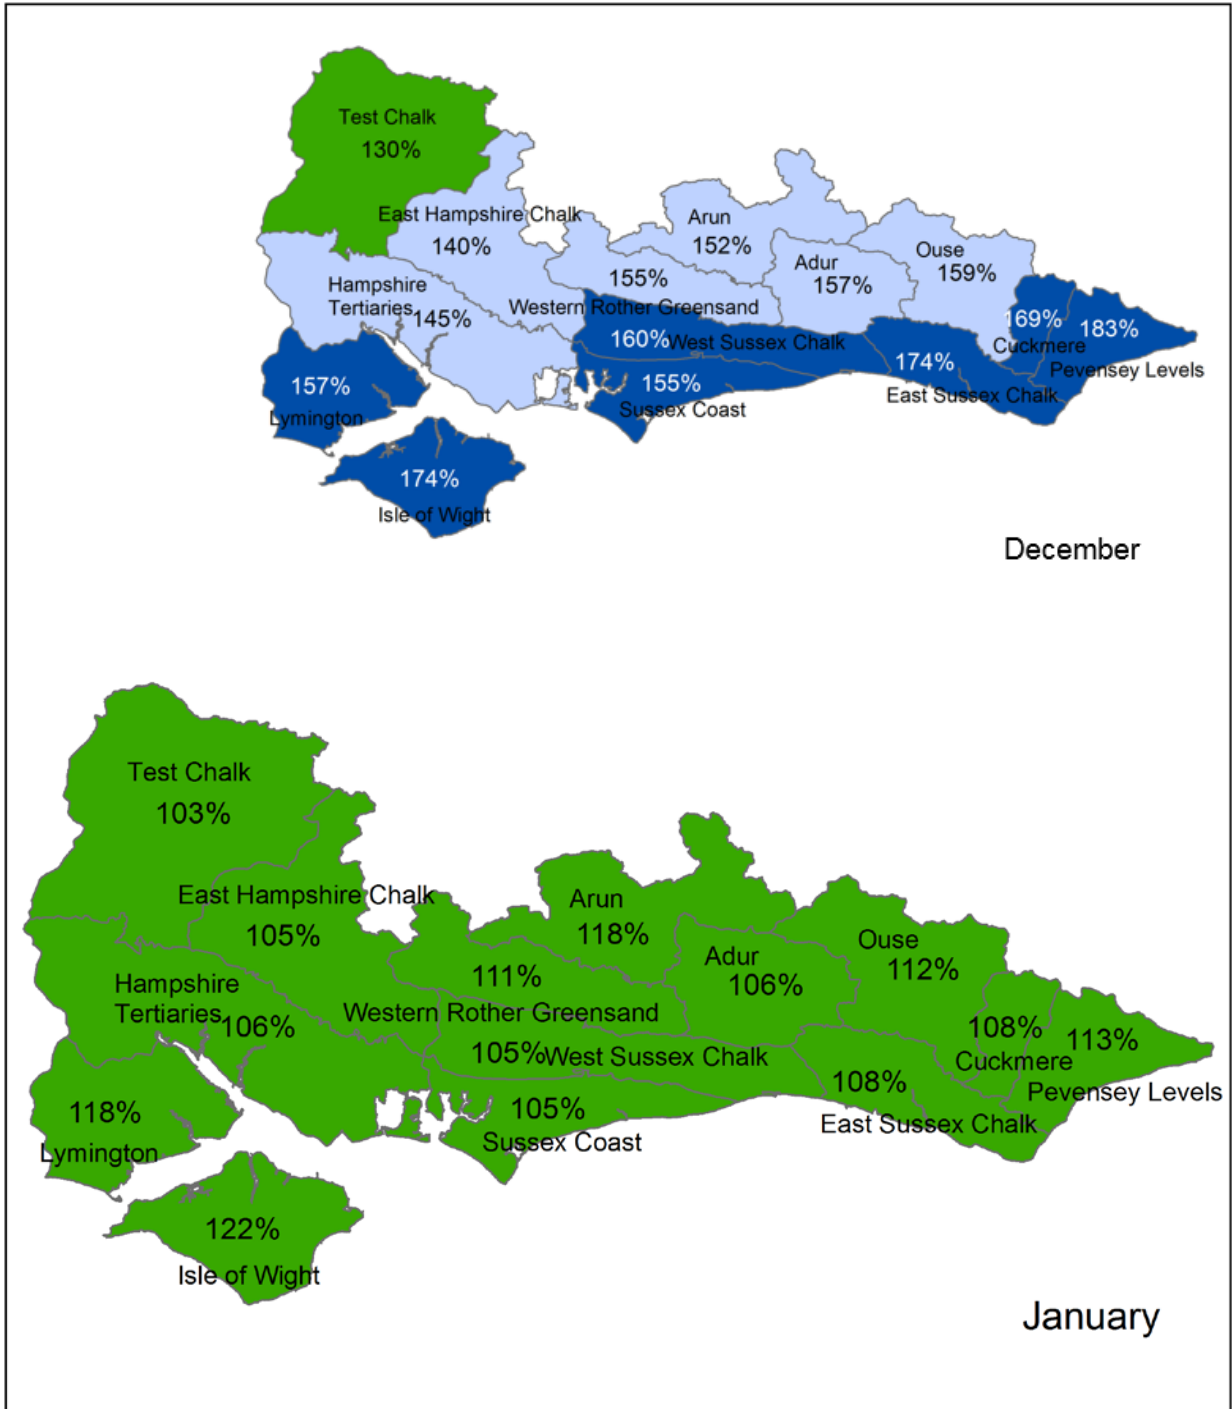 Test Chalk
130%
East Hampshire Chalk
140%
Arun
152%
Ouse
159%
Adur
157%
155%
Western Rother Greensand
Hampshire
Tertiaries
145%
169%
Cuckmere
183%
Pevensey Levels
160%
West Sussex Chalk
174%
East Sussex Chalk
155%
Sussex Coast
157%
Lymington
174%
Isle of Wight
December
Test Chalk
103%
East Hampshire Chalk
105%
Arun
118%
Ouse
112%
Adur
106%
111%
Western Rother Greensand
Hampshire
Tertiaries
106%
108%
Cuckmere
113%
Pevensey Levels
105%
West Sussex Chalk
108%
East Sussex Chalk
105%
Sussex Coast
118%
Lymington
122%
Isle of Wight
January